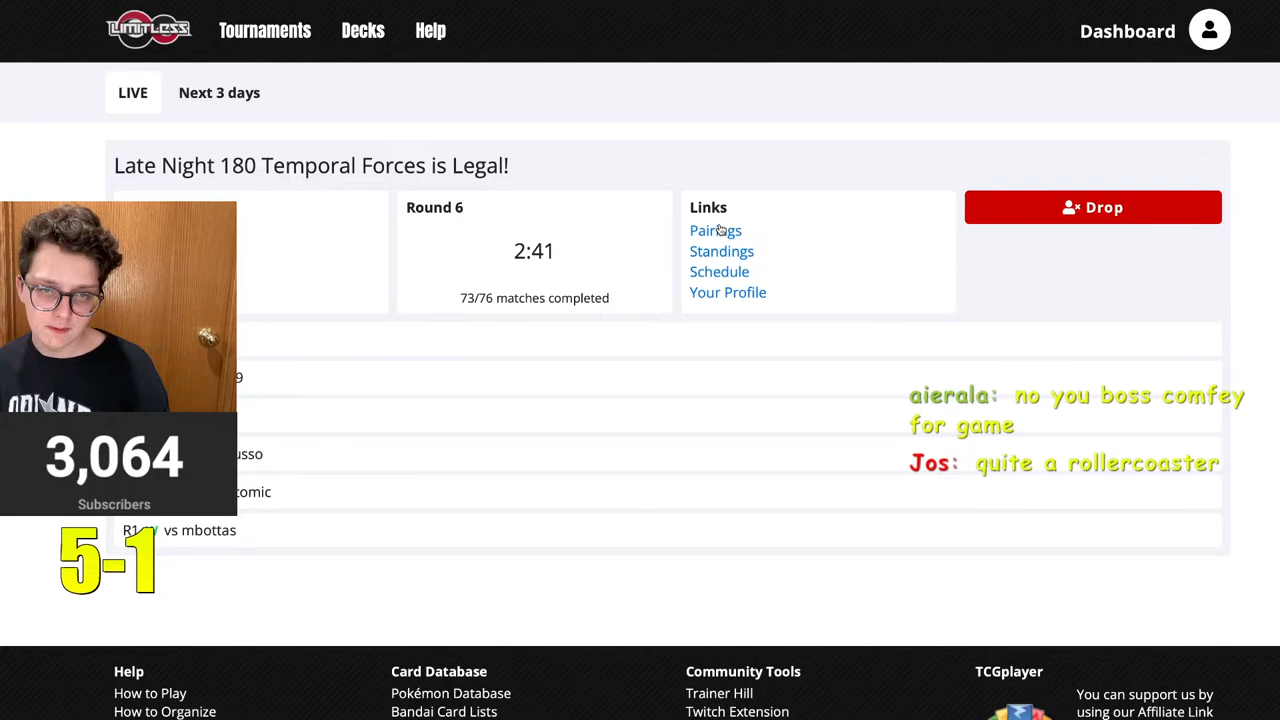 LIMITLESS
Tournaments
Decks
Help
Dashboard
LIVE
Next 3 days
Late Night 180 Temporal Forces is Legal!
Round 6
2:41
73/76 matches completed
Links
Pairings
Standings
Schedule
Your Profile
Drop
9
aierala: no you boss comfey
for game
Jos: quite a rollercoaster
usso
tomic
3,064
Subscribers
R1 vs mbottas
5-1
Help
How to Play
How to Organize
Card Database
Pokémon Database
Bandai Card Lists
Community Tools
Trainer Hill
Twitch Extension
TCGplayer
You can support us by
using our Affiliate Link